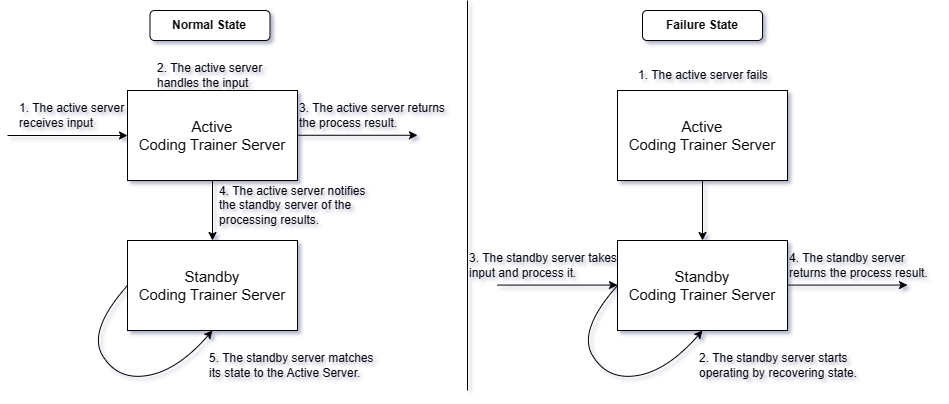 Normal State
2. The active server
handles the input
1. The active server
receives input
3. The active server returns
the process result.
Active
Coding Trainer Server
4. The active server notifies
the standby server of the
processing results.
Standby
Coding Trainer Server
5. The standby server matches
its state to the Active Server.
Failure State
1. The active server fails
Active
Coding Trainer Server
3. The standby server takes
input and process it.
Standby
Coding Trainer Server
4. The standby server
returns the process result.
2. The standby server starts
operating by recovering state.